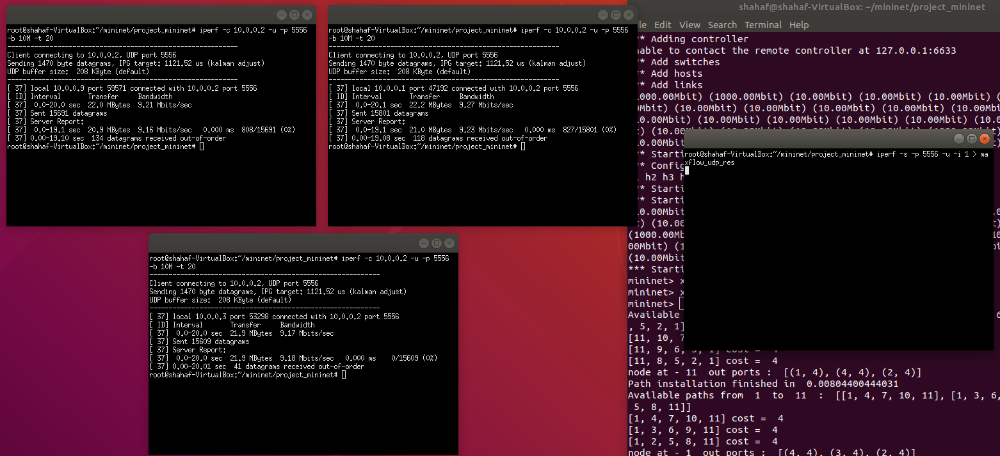 root@shahaf-VirtualBox:~/mininet/project_mininet# iperf -c 10.0.0.2 -u -p 5556
-b 10M -t 20
------------------------------------------------------------
Client connecting to 10.0.0.2, UDP port 5556
Sending 1470 byte datagrams, IPG target: 1121.52 us (kalman adjust)
UDP buffer size:  208 KByte (default)
------------------------------------------------------------
[ 37] local 10.0.0.9 port 59571 connected with 10.0.0.2 port 5556
[ ID] Interval       Transfer     Bandwidth
[ 37]  0.0-20.0 sec  22.0 MBytes  9.21 Mbits/sec
[ 37] Sent 15691 datagrams
[ 37] Server Report:
[ 37]  0.0-19.1 sec  20.9 MBytes  9.16 Mbits/sec   0.000 ms  808/15691 (0%)
[ 37] 0.00-19.10 sec  134 datagrams received out-of-order
root@shahaf-VirtualBox:~/mininet/project_mininet#
root@shahaf-VirtualBox:~/mininet/project_mininet# iperf -c 10.0.0.2 -u -p 5556
-b 10M -t 20
------------------------------------------------------------
Client connecting to 10.0.0.2, UDP port 5556
Sending 1470 byte datagrams, IPG target: 1121.52 us (kalman adjust)
UDP buffer size:  208 KByte (default)
------------------------------------------------------------
[ 37] local 10.0.0.1 port 47192 connected with 10.0.0.2 port 5556
[ ID] Interval       Transfer     Bandwidth
[ 37]  0.0-20.1 sec  22.2 MBytes  9.27 Mbits/sec
[ 37] Sent 15801 datagrams
[ 37] Server Report:
[ 37]  0.0-19.1 sec  21.0 MBytes  9.23 Mbits/sec   0.000 ms  827/15801 (0%)
[ 37] 0.00-19.08 sec  118 datagrams received out-of-order
root@shahaf-VirtualBox:~/mininet/project_mininet#
root@shahaf-VirtualBox:~/mininet/project_mininet# iperf -c 10.0.0.2 -u -p 5556
-b 10M -t 20
------------------------------------------------------------
Client connecting to 10.0.0.2, UDP port 5556
Sending 1470 byte datagrams, IPG target: 1121.52 us (kalman adjust)
UDP buffer size:  208 KByte (default)
------------------------------------------------------------
[ 37] local 10.0.0.3 port 53298 connected with 10.0.0.2 port 5556
[ ID] Interval       Transfer     Bandwidth
[ 37]  0.0-20.0 sec  21.9 MBytes  9.17 Mbits/sec
[ 37] Sent 15609 datagrams
[ 37] Server Report:
[ 37]  0.0-20.0 sec  21.9 MBytes  9.18 Mbits/sec   0.000 ms    0/15609 (0%)
[ 37] 0.00-20.01 sec  41 datagrams received out-of-order
root@shahaf-VirtualBox:~/mininet/project_mininet#
shahaf@shahaf-VirtualBox: ~/mininet/project_mininet
ile Edit View Search Terminal Help
** Adding controller
nable to contact the remote controller at 127.0.0.1:6633
** Add switches
** Add hosts
** Add links
1000.00Mbit) (1000.00Mbit) (10.00Mbit) (10.00Mbit) (10.00Mbit) (
0.00Mbit) (10.00Mbit) (10.00Mbit) (10.00Mbit) (10.00Mbit) (10.00
10.00Mbit) (10.00Mbit) (10.00Mbit) (10.00Mbit) (10.00Mbit)
** Starti
** Config
h2 h3 h
** Starti
** Starti
10.00Mbit
t) (10.00
(1000.00Mb
00Mbit) (1
(10.00Mbit
*** Starti
mininet> x
mininet> x
mininet>
Available
, 5, 2, 1]
[11, 10, 7
[11, 9, 6, 3, 1] cost =  4
[11, 8, 5, 2, 1] cost =  4
node at - 11  out ports :  [(1, 4), (4, 4), (2, 4)]
Path installation finished in  0.00804400444031
Available paths from  1  to  11  :  [[1, 4, 7, 10, 11], [1, 3, 6,
5, 8, 11]]
[1, 4, 7, 10, 11] cost =  4
[1, 3, 6, 9, 11] cost =  4
[1, 2, 5, 8, 11] cost =  4
node at - 1  out ports :  [(4, 4), (3, 4), (2, 4)]
root@shahaf-VirtualBox:~/mininet/project_mininet# iperf -s -p 5556 -u -i 1 > ma
xflow_udp_res